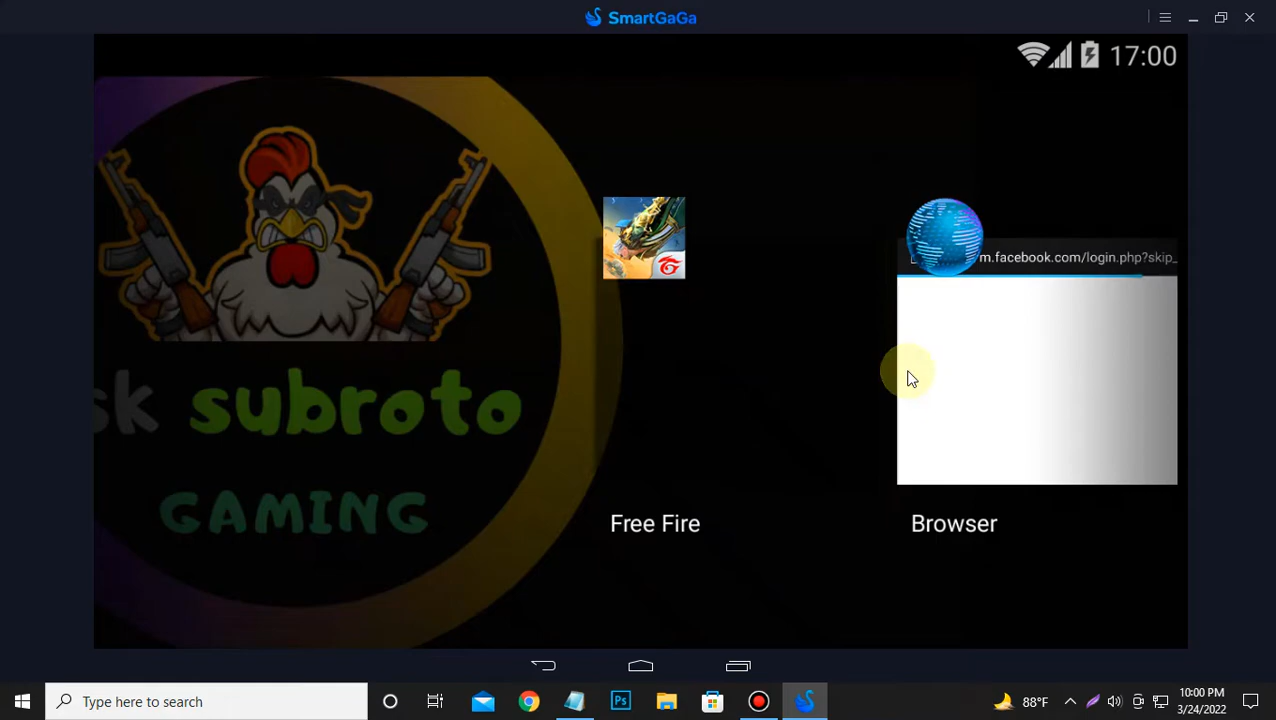 SmartGaGa
17:00
sk subroto
GAMING
m.facebook.com/login.php?skip_
Free Fire
Browser
Type here to search
Ps
88°F
10:00 PM
3/24/2022